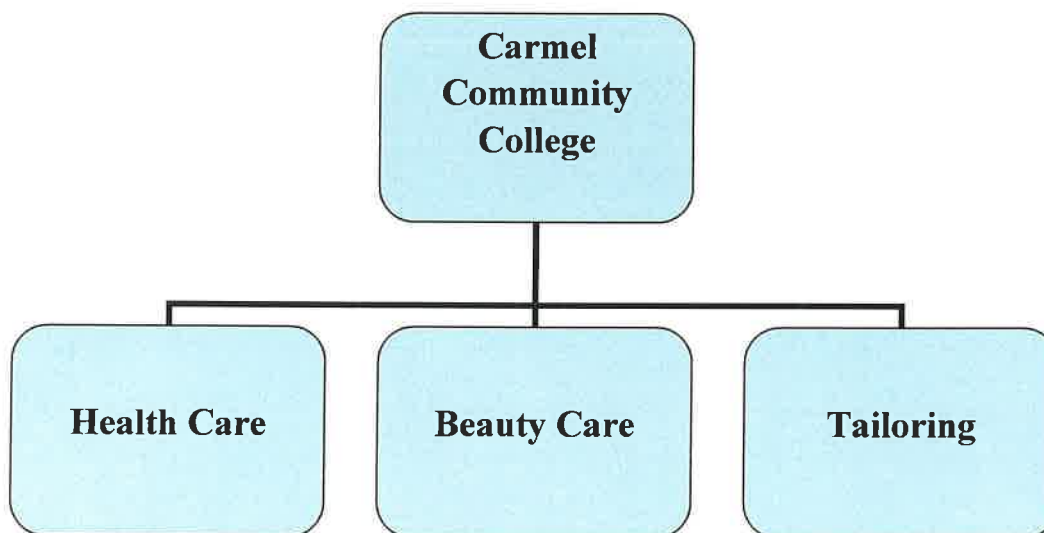 Carmel
Community
College
Health Care
Beauty Care
Tailoring